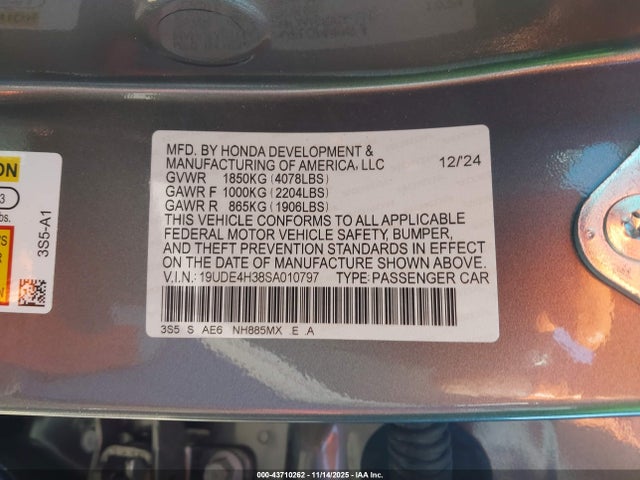 MFD. BY HONDA DEVELOPMENT &
MANUFACTURING OF AMERICA, LLC 12/'24
GVWR 1850KG (4078LBS)
GAWR F 1000KG (2204LBS)
GAWR R 865KG (1906LBS)
THIS VEHICLE CONFORMS TO ALL APPLICABLE
FEDERAL MOTOR VEHICLE SAFETY, BUMPER,
AND THEFT PREVENTION STANDARDS IN EFFECT
ON THE DATE OF MANUFACTURE SHOWN ABOVE.
V.I.N.: 19UDE4H38SA010797 TYPE:PASSENGER CAR
3S5 S AE6 NH885MX E A
ON
3
bs.
3S5-A1
000-43710262 - 11/14/2025 - IAA Inc.